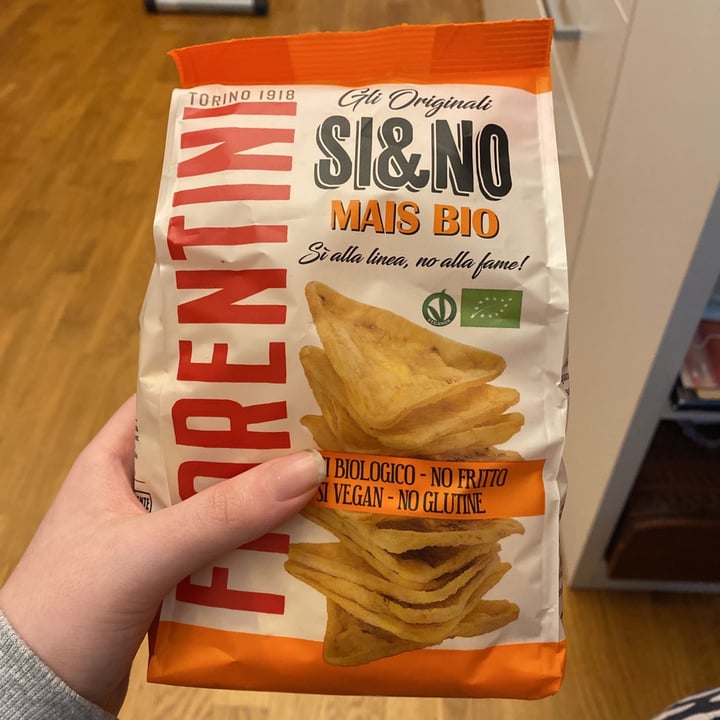 TORINO 1918
FIORENTINI
Gli Originali
SI&NO
MAIS BIO
Sì alla linea, no alla fame!
BIOLOGICO - NO FRITTO
SI VEGAN - NO GLUTINE